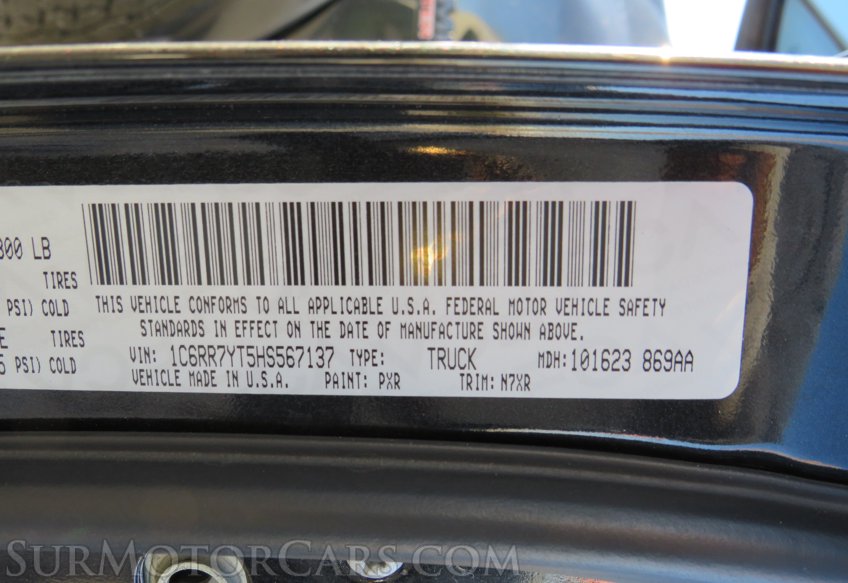 800 LB
TIRES
PSI) COLD
TIRES
PSI) COLD
THIS VEHICLE CONFORMS TO ALL APPLICABLE U.S.A. FEDERAL MOTOR VEHICLE SAFETY
STANDARDS IN EFFECT ON THE DATE OF MANUFACTURE SHOWN ABOVE.
VIN: 1C6RR7YT5HS567137 TYPE: TRUCK MDH:101623 869AA
VEHICLE MADE IN U.S.A. PAINT: PXR TRIM: N7XR
SURMOTORCARS.COM